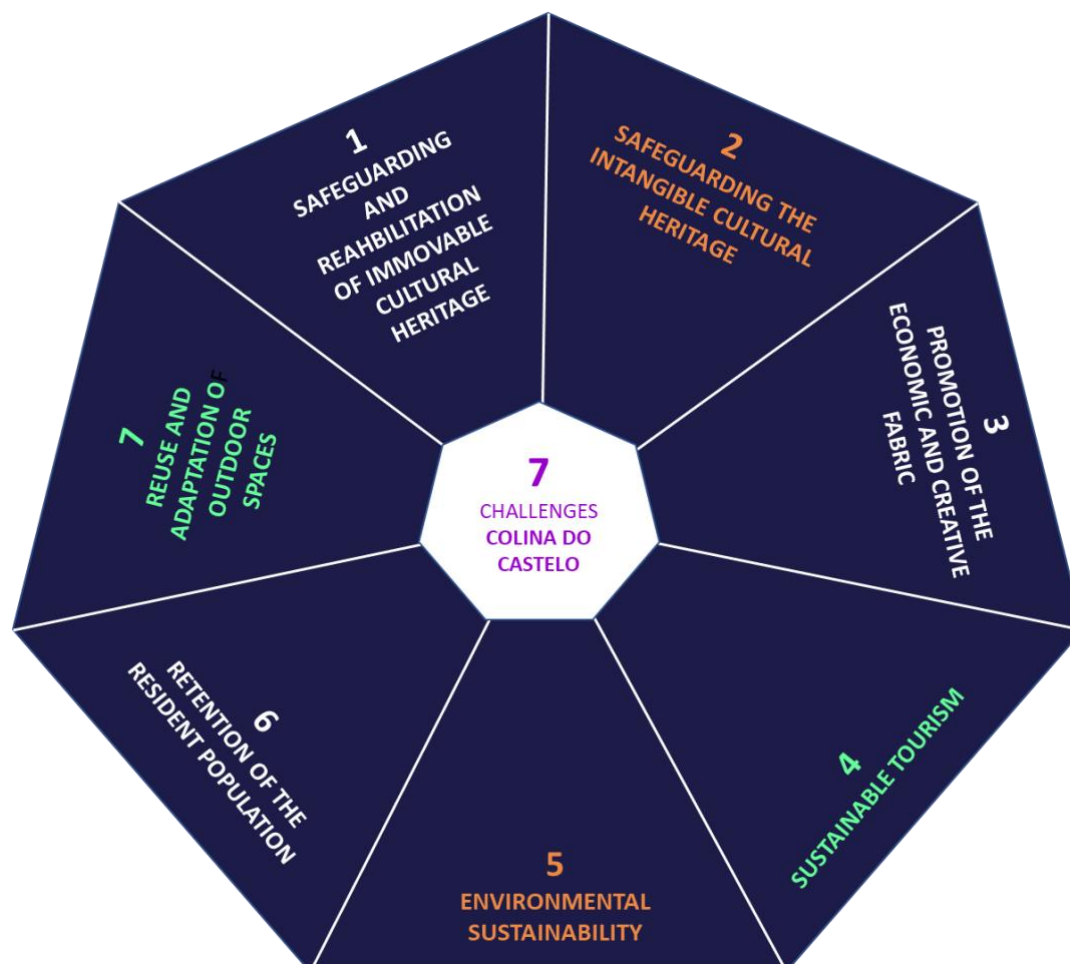 1
SAFEGUARDING
AND
REAHBILITATION
OF IMMOVABLE
CULTURAL
HERITAGE
2
SAFEGUARDING THE
INTANGIBLE CULTURAL
HERITAGE
3
PROMOTION OF THE
ECONOMIC AND CREATIVE
FABRIC
4
SUSTAINABLE TOURISM
5
ENVIRONMENTAL
SUSTAINABILITY
6
RETENTION OF THE
RESIDENT POPULATION
7
REUSE AND
ADAPTATION OF
OUTDOOR
SPACES
7
CHALLENGES
COLINA DO
CASTELO